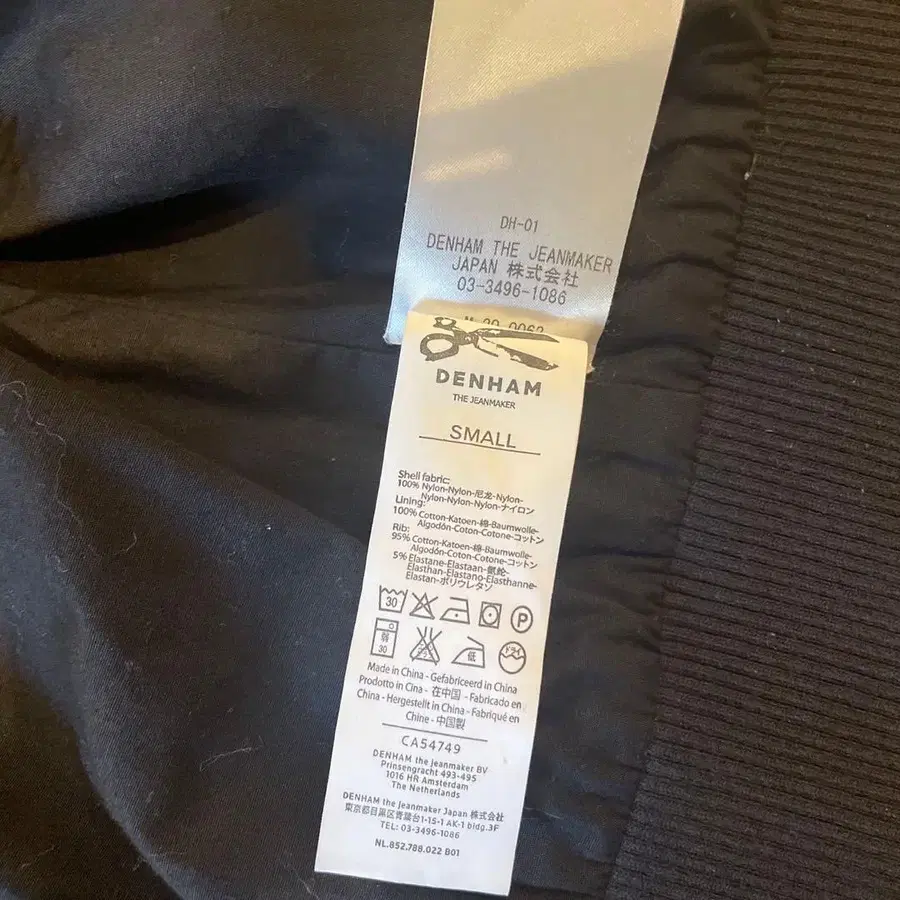 DH-01
DENHAM THE JEANMAKER
JAPAN 株式会社
03-3496-1086
DENHAM
THE JEANMAKER
SMALL
Shell fabric:
100% Nylon-Nylon-尼龙-Nylon-
Nylon-Nylon-Nylon-ナイロン
Lining:
100% Cotton-Katoen-綿-Baumwolle-
Algodón-Coton-Cotone-コットン
Rib:
95% Cotton-Katoen-綿-Baumwolle-
Algodón-Coton-Cotone-コットン
5% Elastane-Elastaan-氨纶-
Elasthan-Elastano-Elasthanne-
Elastan-ポリウレタン
30
P
弱
30
低
ドライ
Made in China - Gefabriceerd in China
Prodotto in Cina - 在中国 - Fabricado en
China - Hergestellt in China - Fabriqué en
Chine - 中国製
CA54749
DENHAM the jeanmaker BV
Prinsengracht 493-495
1016 HR Amsterdam
The Netherlands
DENHAM the jeanmaker Japan 株式会社
東京都目黒区青葉台1-15-1 AK-1 bldg.3F
TEL: 03-3496-1086
NL.852.788.022 B01